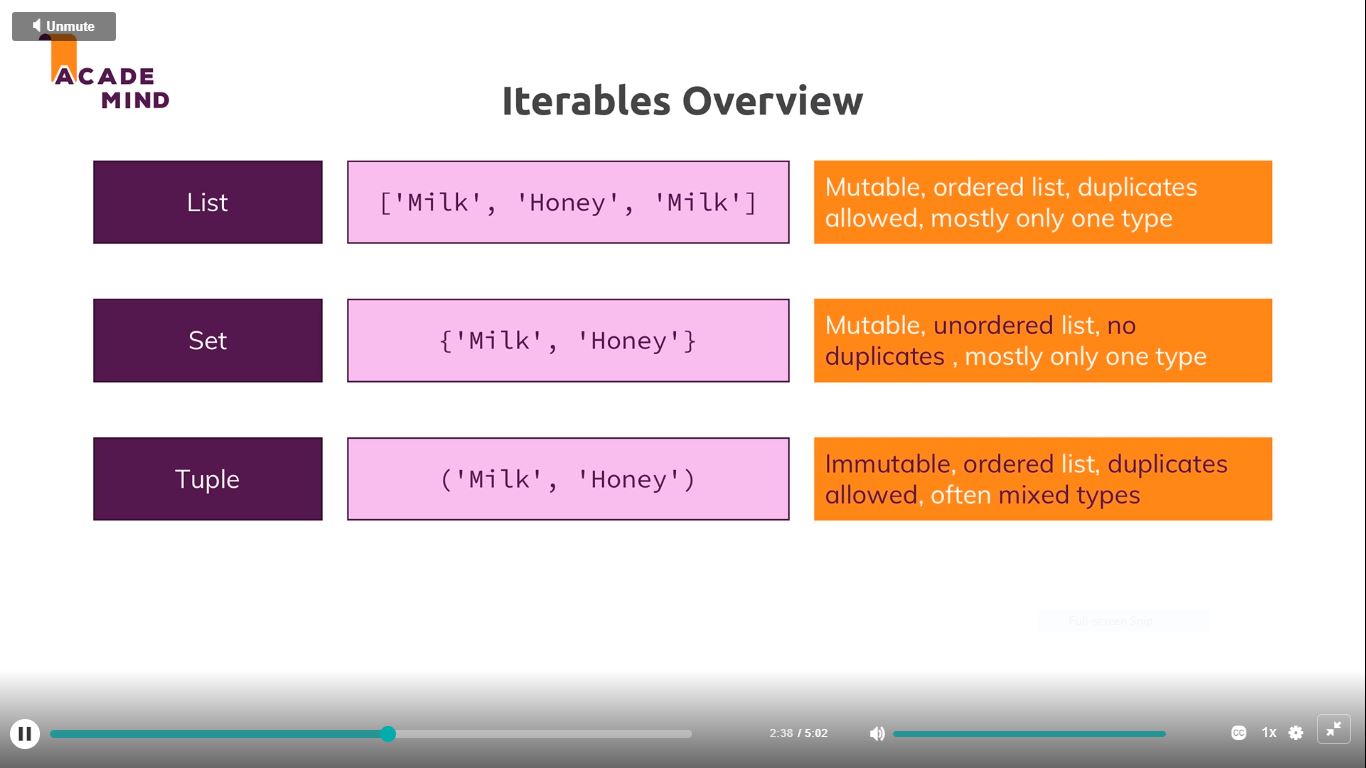 Unmute
ACADE
MIND
Iterables Overview
List
['Milk', 'Honey', 'Milk']
Mutable, ordered list, duplicates
allowed, mostly only one type
Set
{'Milk', 'Honey'}
Mutable, unordered list, no
duplicates , mostly only one type
Tuple
('Milk', 'Honey')
Immutable, ordered list, duplicates
allowed, often mixed types
Full-screen Snip
2:38 / 5:02
CC
1x